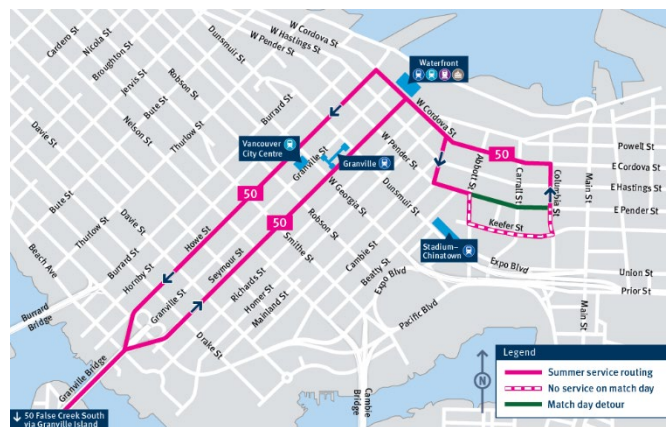 Cardero St
Nicola St
Broughton St
Jervis St
Bute St
Nelson St
Thurlow St
Robson St
Dunsmuir St
W Pender St
W Hastings St
W Cordova St
Burrard St
Waterfront
W Cordova St
Vancouver
City Centre
Granville St
Granville
W Pender St
Dunsmuir St
Abbott St
50
Carrall St
Columbia St
Main St
Powell St
E Cordova St
E Hastings St
E Pender St
Keefer St
Davie St
Bute St
Thurlow St
Davie St
Burrard St
Hornby St
Howe St
50
50
W Georgia St
Robson St
Smithe St
Seymour St
Richards St
Homer St
Mainland St
Granville St
Drake St
Cambie St
Beatty St
Expo Blvd
Stadium–
Chinatown
Expo Blvd
Pacific Blvd
Union St
Prior St
Main St
Beach Ave
Burrard
Bridge
Granville Bridge
Cambie
Bridge
50 False Creek South
via Granville Island
N
Legend
Summer service routing
No service on match day
Match day detour